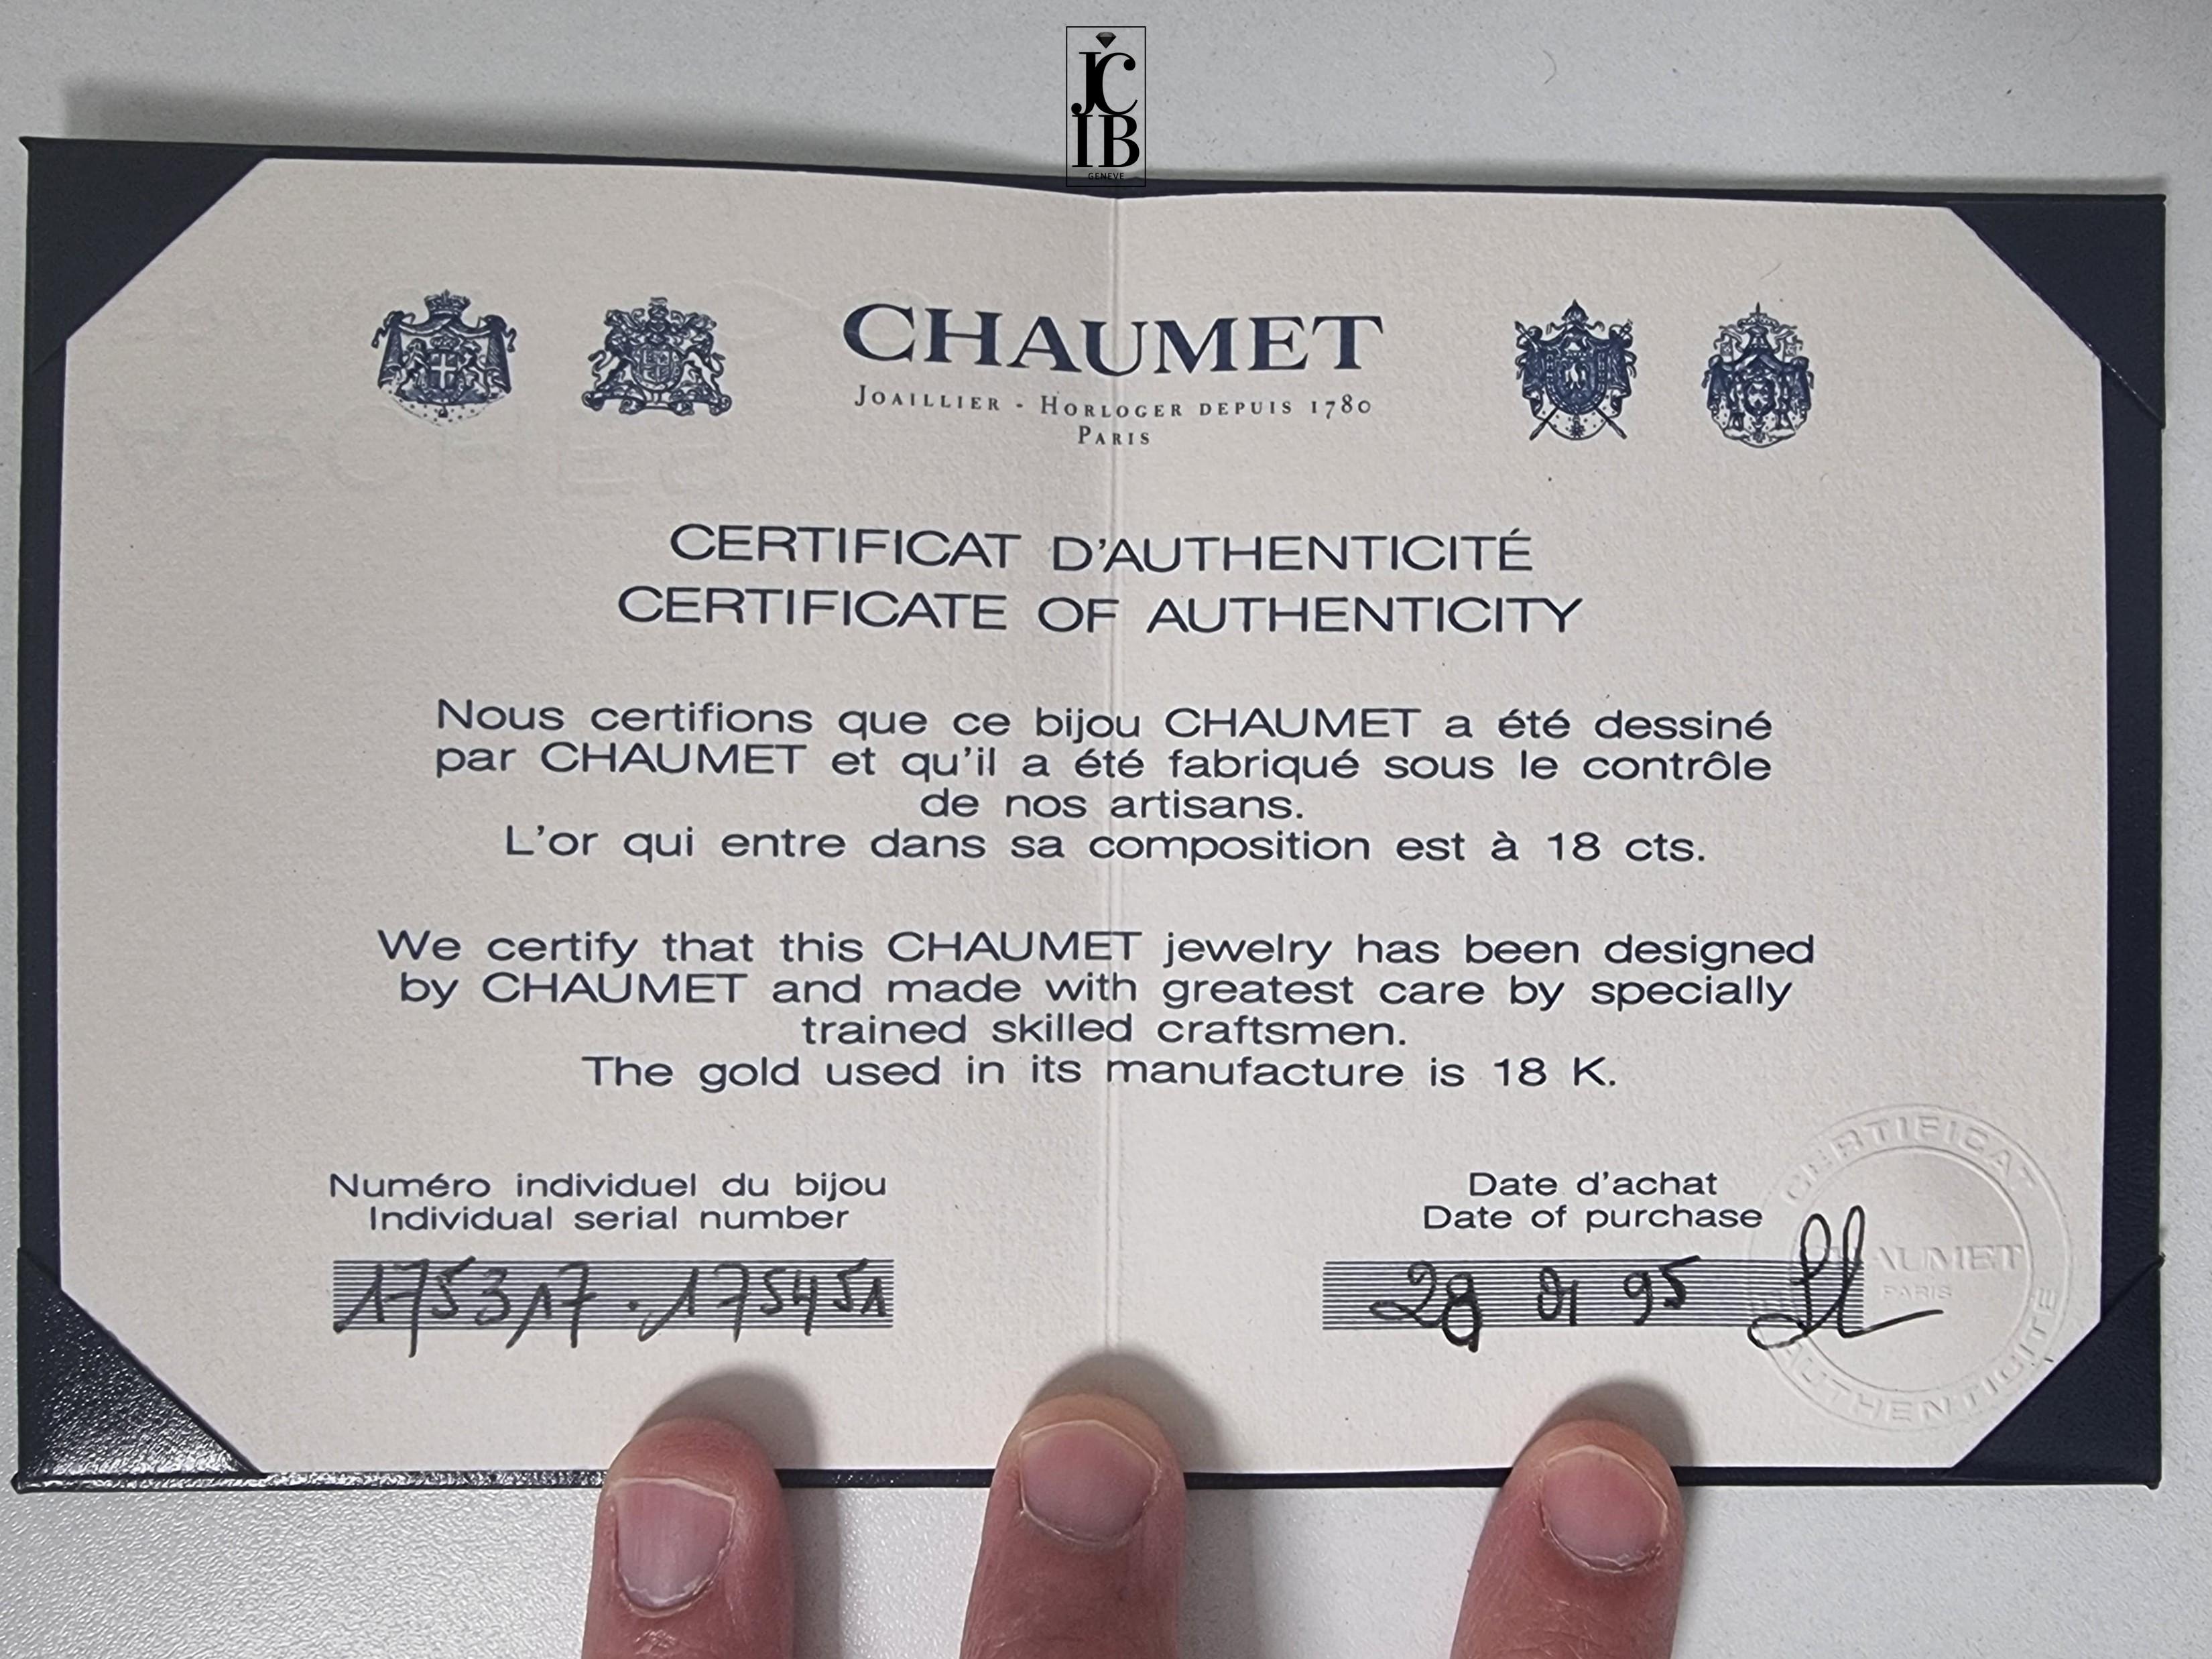 JC
IB
GENEVE
CHAUMET
JOAILLIER - HORLOGER DEPUIS 1780
PARIS
CERTIFICAT D'AUTHENTICITÉ
CERTIFICATE OF AUTHENTICITY
Nous certifions que ce bijou CHAUMET a été dessiné
par CHAUMET et qu'il a été fabriqué sous le contrôle
de nos artisans.
L'or qui entre dans sa composition est à 18 cts.
We certify that this CHAUMET jewelry has been designed
by CHAUMET and made with greatest care by specially
trained skilled craftsmen.
The gold used in its manufacture is 18 K.
Numéro individuel du bijou
Individual serial number
175317 . 175451
Date d'achat
Date of purchase
28 01 95
CERTIFICAT
CHAUMET
PARIS
AUTHENTICITÉ